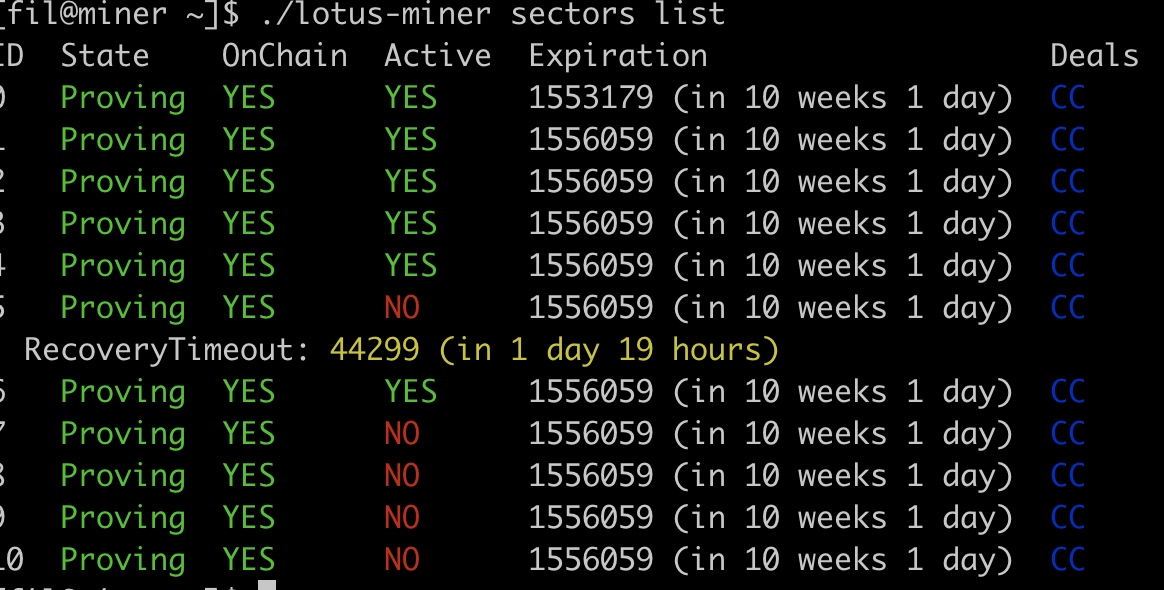 [fil@miner ~]$ ./lotus-miner sectors list
ID State OnChain Active Expiration Deals
0 Proving YES YES 1553179 (in 10 weeks 1 day) CC
1 Proving YES YES 1556059 (in 10 weeks 1 day) CC
2 Proving YES YES 1556059 (in 10 weeks 1 day) CC
3 Proving YES YES 1556059 (in 10 weeks 1 day) CC
4 Proving YES YES 1556059 (in 10 weeks 1 day) CC
5 Proving YES NO 1556059 (in 10 weeks 1 day) CC
RecoveryTimeout: 44299 (in 1 day 19 hours)
6 Proving YES YES 1556059 (in 10 weeks 1 day) CC
7 Proving YES NO 1556059 (in 10 weeks 1 day) CC
8 Proving YES NO 1556059 (in 10 weeks 1 day) CC
9 Proving YES NO 1556059 (in 10 weeks 1 day) CC
10 Proving YES NO 1556059 (in 10 weeks 1 day) CC